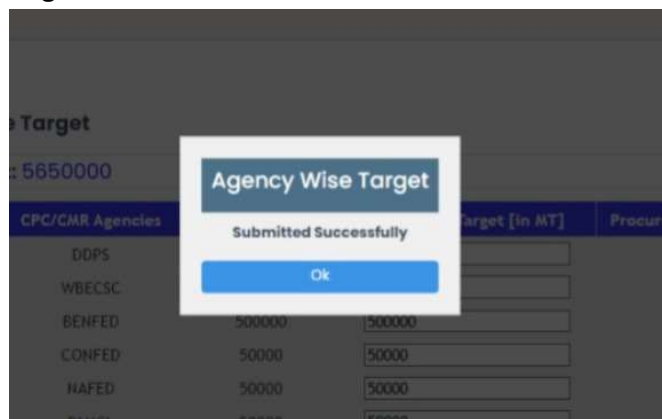 e Target
: 5650000
Agency Wise Target
Submitted Successfully
Ok
CPC/CMR Agencies Target [in MT] Procur
DDPS
WBECSC
BENFED 500000 500000
CONFED 50000 50000
NAFED 50000 50000